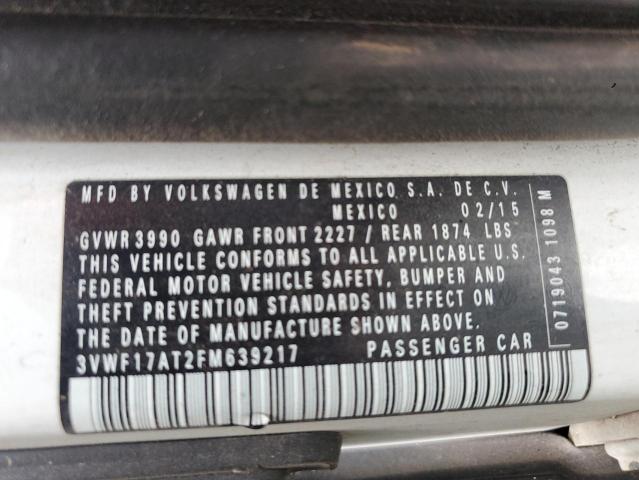 MFD BY VOLKSWAGEN DE MEXICO S.A. DE C.V.
MEXICO 02/15
GVWR 3990 GAWR FRONT 2227 / REAR 1874 LBS
THIS VEHICLE CONFORMS TO ALL APPLICABLE U.S.
FEDERAL MOTOR VEHICLE SAFETY, BUMPER AND
THEFT PREVENTION STANDARDS IN EFFECT ON
THE DATE OF MANUFACTURE SHOWN ABOVE.
3VWF17AT2FM639217 PASSENGER CAR
0719043 1098 M